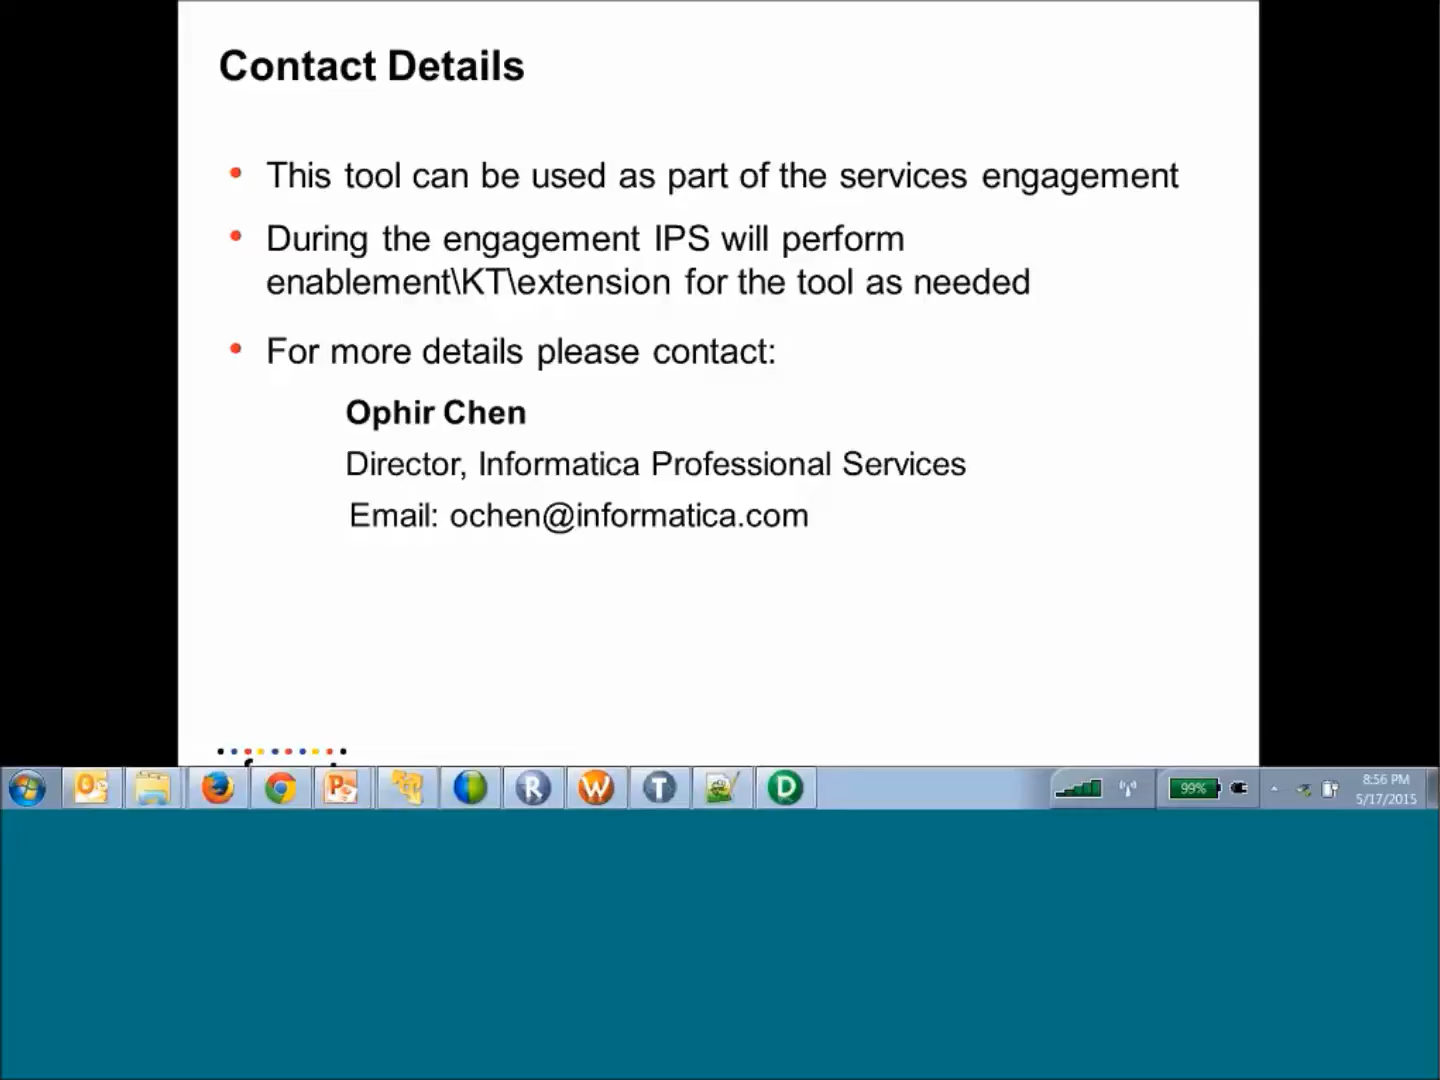 Contact Details
• This tool can be used as part of the services engagement
• During the engagement IPS will perform
enablement\KT\extension for the tool as needed
• For more details please contact:
Ophir Chen
Director, Informatica Professional Services
Email: ochen@informatica.com
R W T D
99%
8:56 PM
5/17/2015